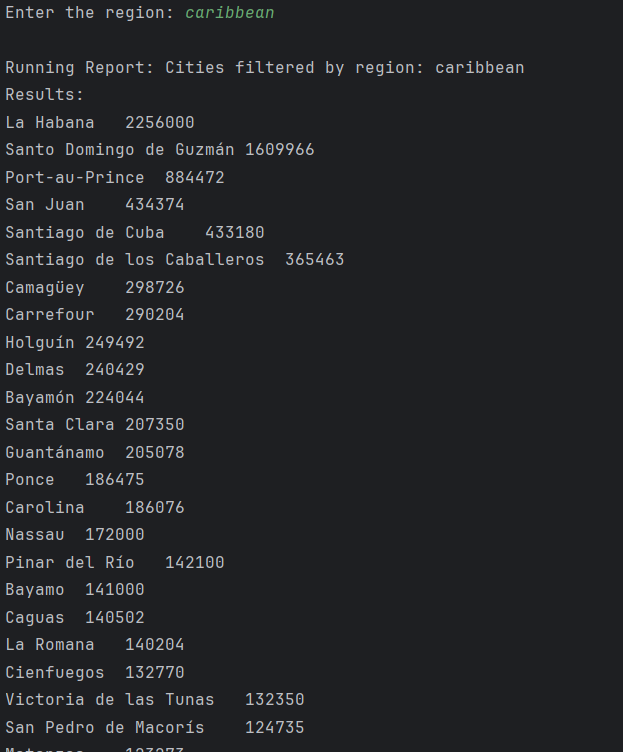 Enter the region: caribbean
Running Report: Cities filtered by region: caribbean
Results:
La Habana 2256000
Santo Domingo de Guzmán 1609966
Port-au-Prince 884472
San Juan 434374
Santiago de Cuba 433180
Santiago de los Caballeros 365463
Camagüey 298726
Carrefour 290204
Holguín 249492
Delmas 240429
Bayamón 224044
Santa Clara 207350
Guantánamo 205078
Ponce 186475
Carolina 186076
Nassau 172000
Pinar del Río 142100
Bayamo 141000
Caguas 140502
La Romana 140204
Cienfuegos 132770
Victoria de las Tunas 132350
San Pedro de Macorís 124735
Matanzas 123273